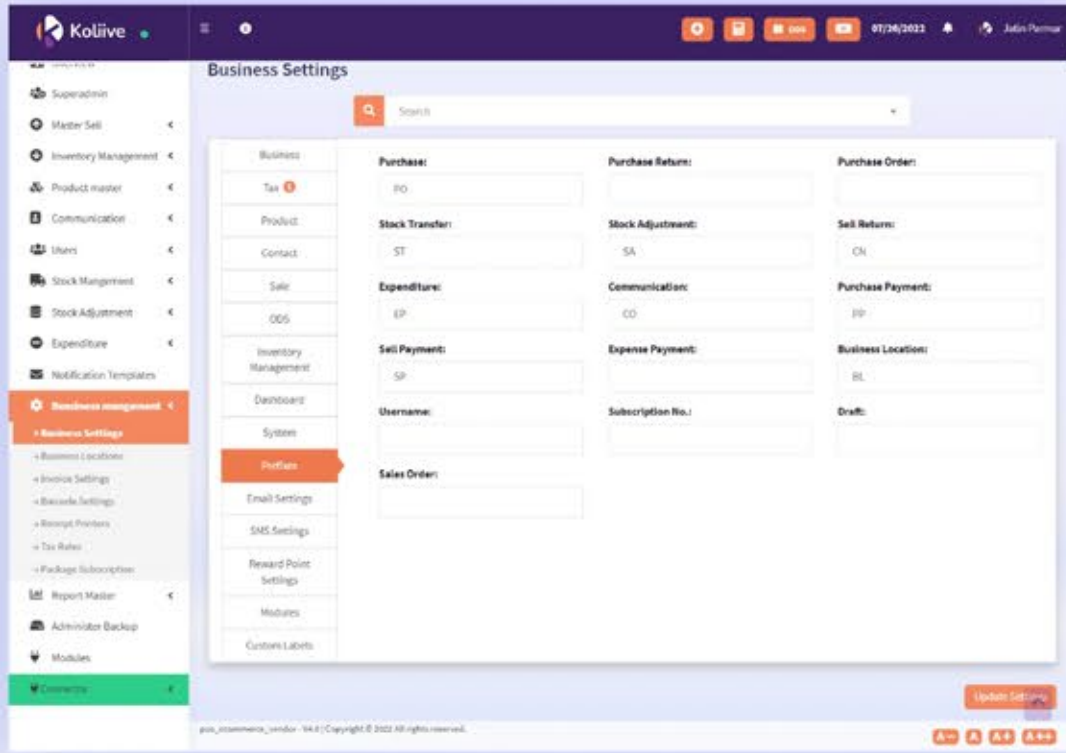 Koliive
ODS
07/26/2022
Jatin Parmar
Business Settings
Superadmin
Master Sell
Inventory Management
Product master
Communication
Users
Stock Mangement
Stock Adjustment
Expenditure
Notification Templates
Business Settings
Business Locations
Invoice Settings
Barcode Settings
Receipt Printers
Tax Rates
Package Subscription
Report Master
Administer Backup
Modules
Search
Business
Tax
Product
Contact
Sale
ODS
Inventory
Management
Dashboard
System
Prefixes
Email Settings
SMS Settings
Reward Point
Settings
Modules
Custom Labels
Purchase:
Purchase Return:
Purchase Order:
PO
Stock Transfer:
Stock Adjustment:
Sell Return:
ST
SA
CN
Expenditure:
Communication:
Purchase Payment:
EP
CO
PP
Sell Payment:
Expense Payment:
Business Location:
SP
BL
Username:
Subscription No.:
Draft:
Sales Order:
Update Settings
pos_ecommerce_vendor - V4.0 | Copyright © 2022 All rights reserved.
A- A A+ A++